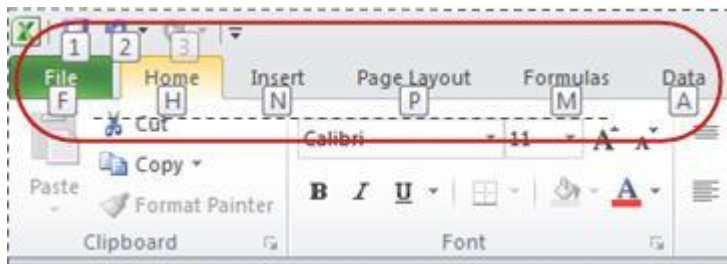 1 2 3
File Home Insert Page Layout Formulas Data
F H N P M A
Cut Calibri 11 A A
Copy
Paste B I U A
Format Painter
Clipboard Font